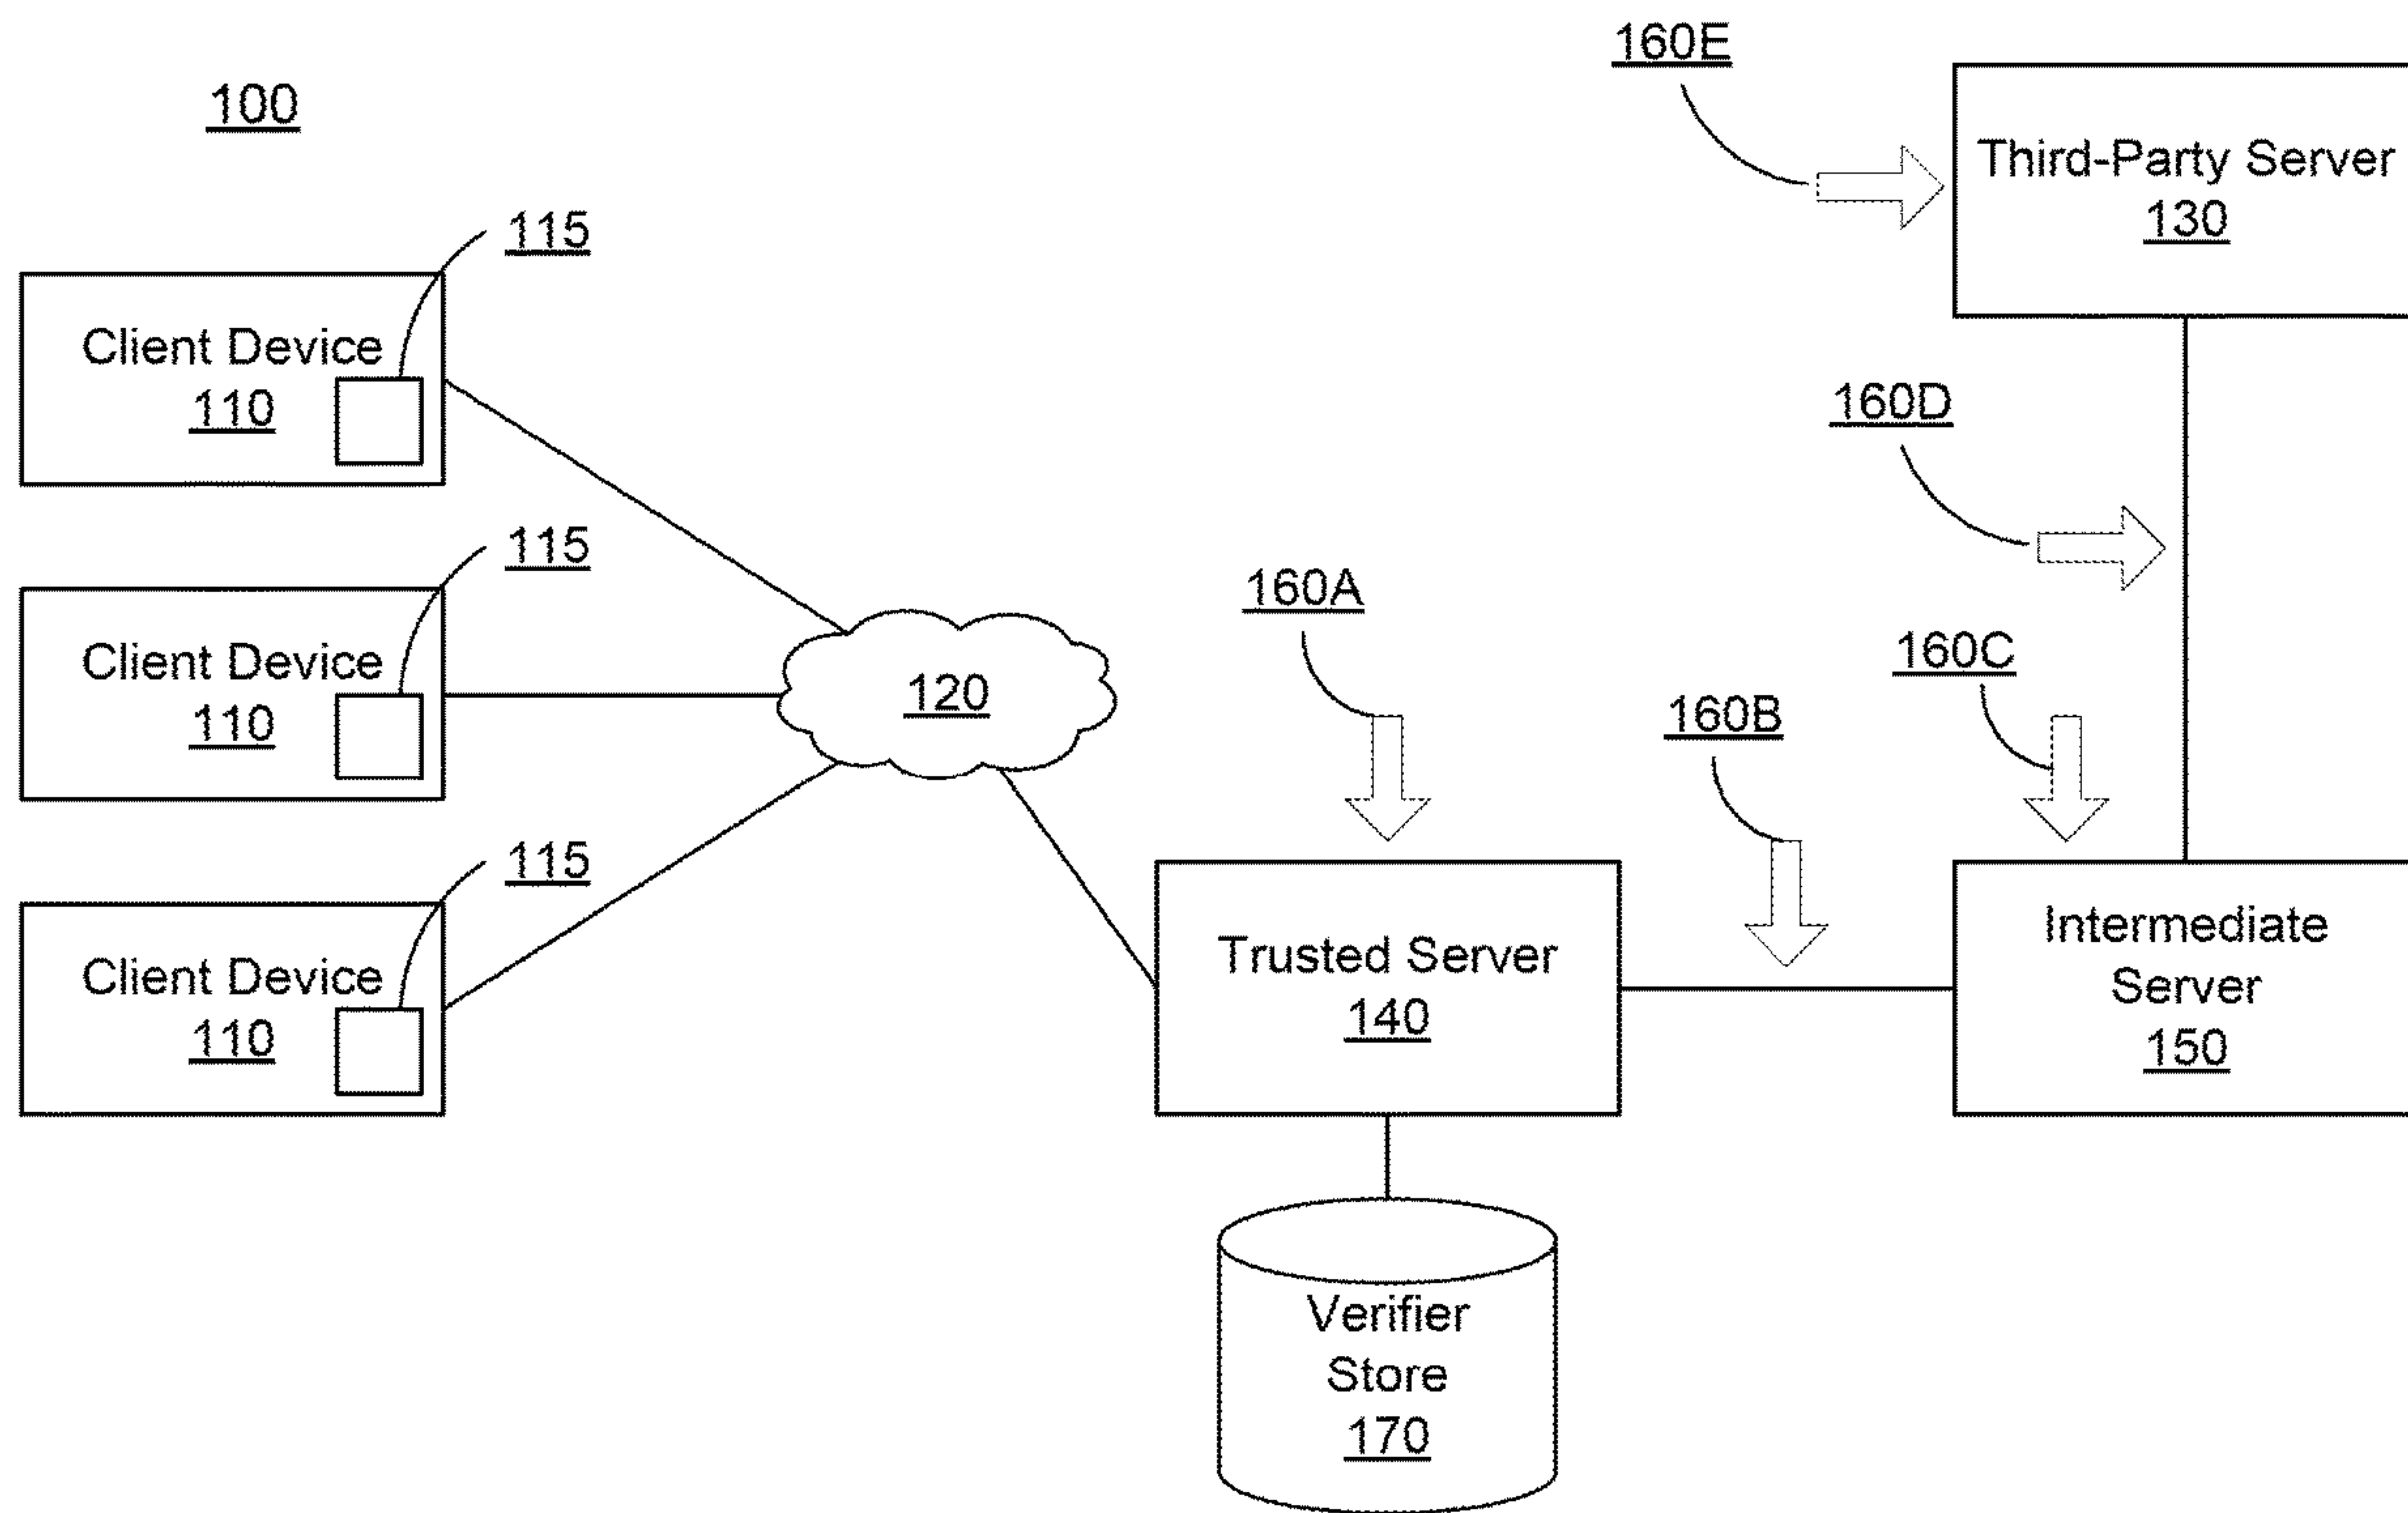 160E
100
Third-Party Server
130
115
Client Device
110
160D
115
160A
Client Device
110
160C
120
160B
115
Client Device
110
Trusted Server
140
Intermediate
Server
150
Verifier
Store
170